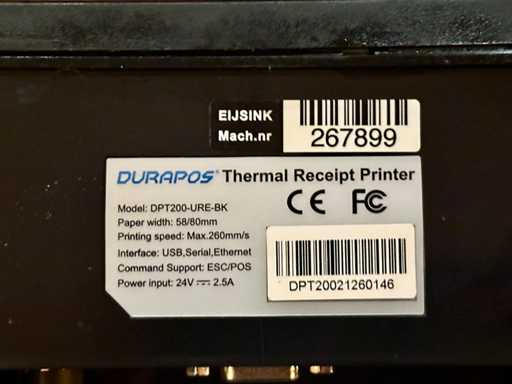 EIJSINK
Mach.nr
267899
DURAPOS® Thermal Receipt Printer
Model: DPT200-URE-BK
Paper width: 58/80mm
Printing speed: Max.260mm/s
Interface: USB,Serial,Ethernet
Command Support: ESC/POS
Power input: 24V ⎓ 2.5A
CE FC
DPT20021260146